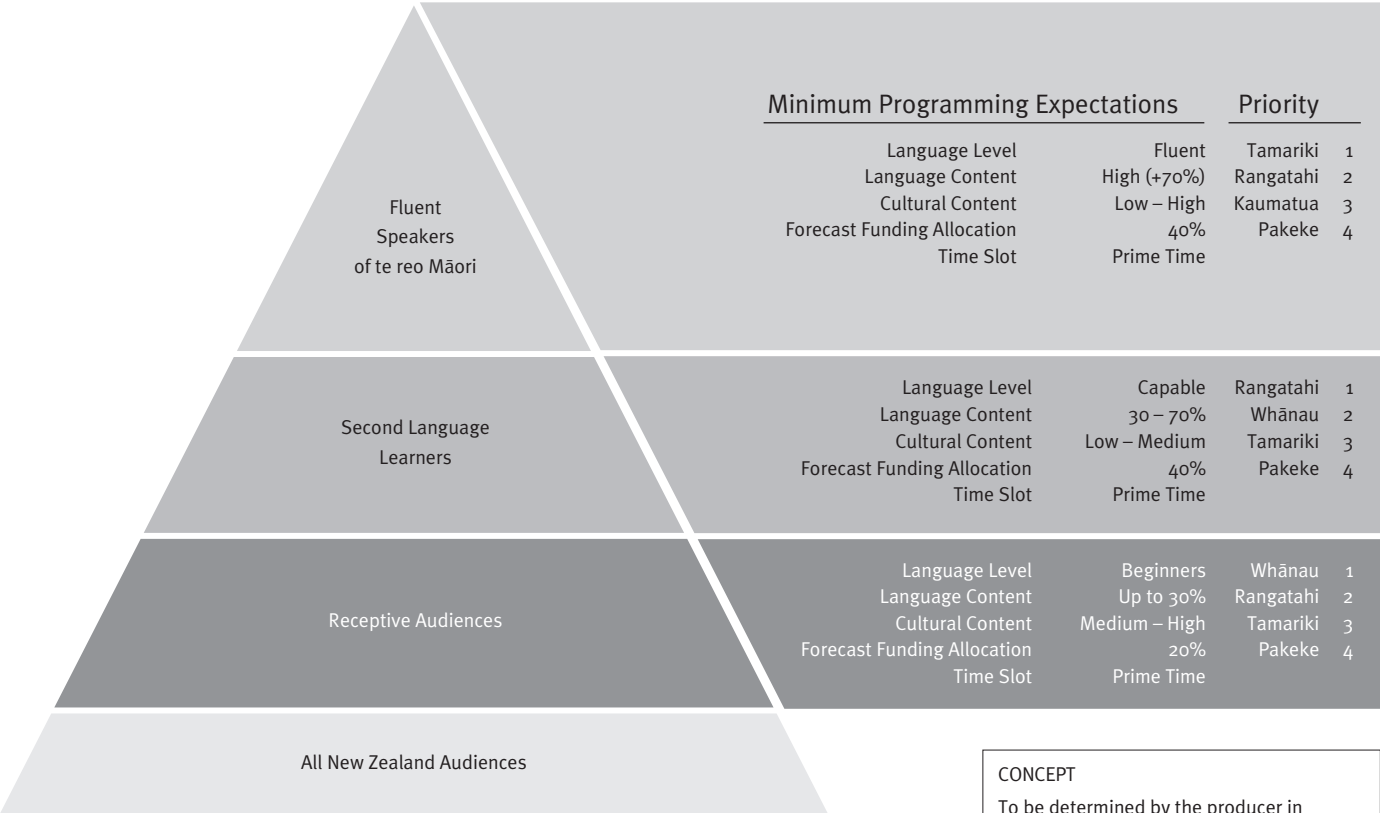 Minimum Programming Expectations Priority
Language Level Fluent Tamariki 1
Language Content High (+70%) Rangatahi 2
Cultural Content Low – High Kaumatua 3
Forecast Funding Allocation 40% Pakeke 4
Time Slot Prime Time
Fluent
Speakers
of te reo Māori
Language Level Capable Rangatahi 1
Language Content 30 – 70% Whānau 2
Cultural Content Low – Medium Tamariki 3
Forecast Funding Allocation 40% Pakeke 4
Time Slot Prime Time
Second Language
Learners
Language Level Beginners Whānau 1
Language Content Up to 30% Rangatahi 2
Cultural Content Medium – High Tamariki 3
Forecast Funding Allocation 20% Pakeke 4
Time Slot Prime Time
Receptive Audiences
All New Zealand Audiences
CONCEPT
To be determined by the producer in